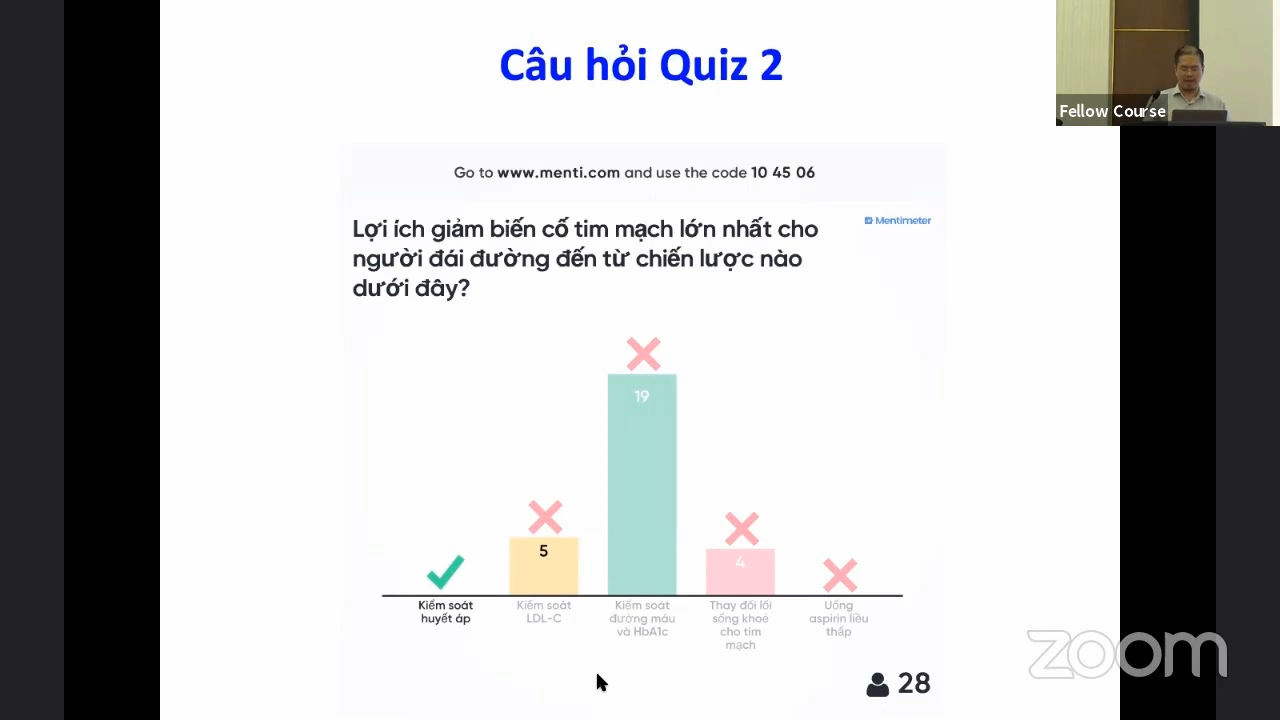 Câu hỏi Quiz 2
Fellow Course
Go to www.menti.com and use the code 10 45 06
Mentimeter
Lợi ích giảm biến cố tim mạch lớn nhất cho
người đái đường đến từ chiến lược nào
dưới đây?
19
5
4
Kiểm soát
huyết áp
Kiểm soát
LDL-C
Kiểm soát
đường máu
và HbA1c
Thay đổi lối
sống khoẻ
cho tim
mạch
Uống
aspirin liều
thấp
28
zoom